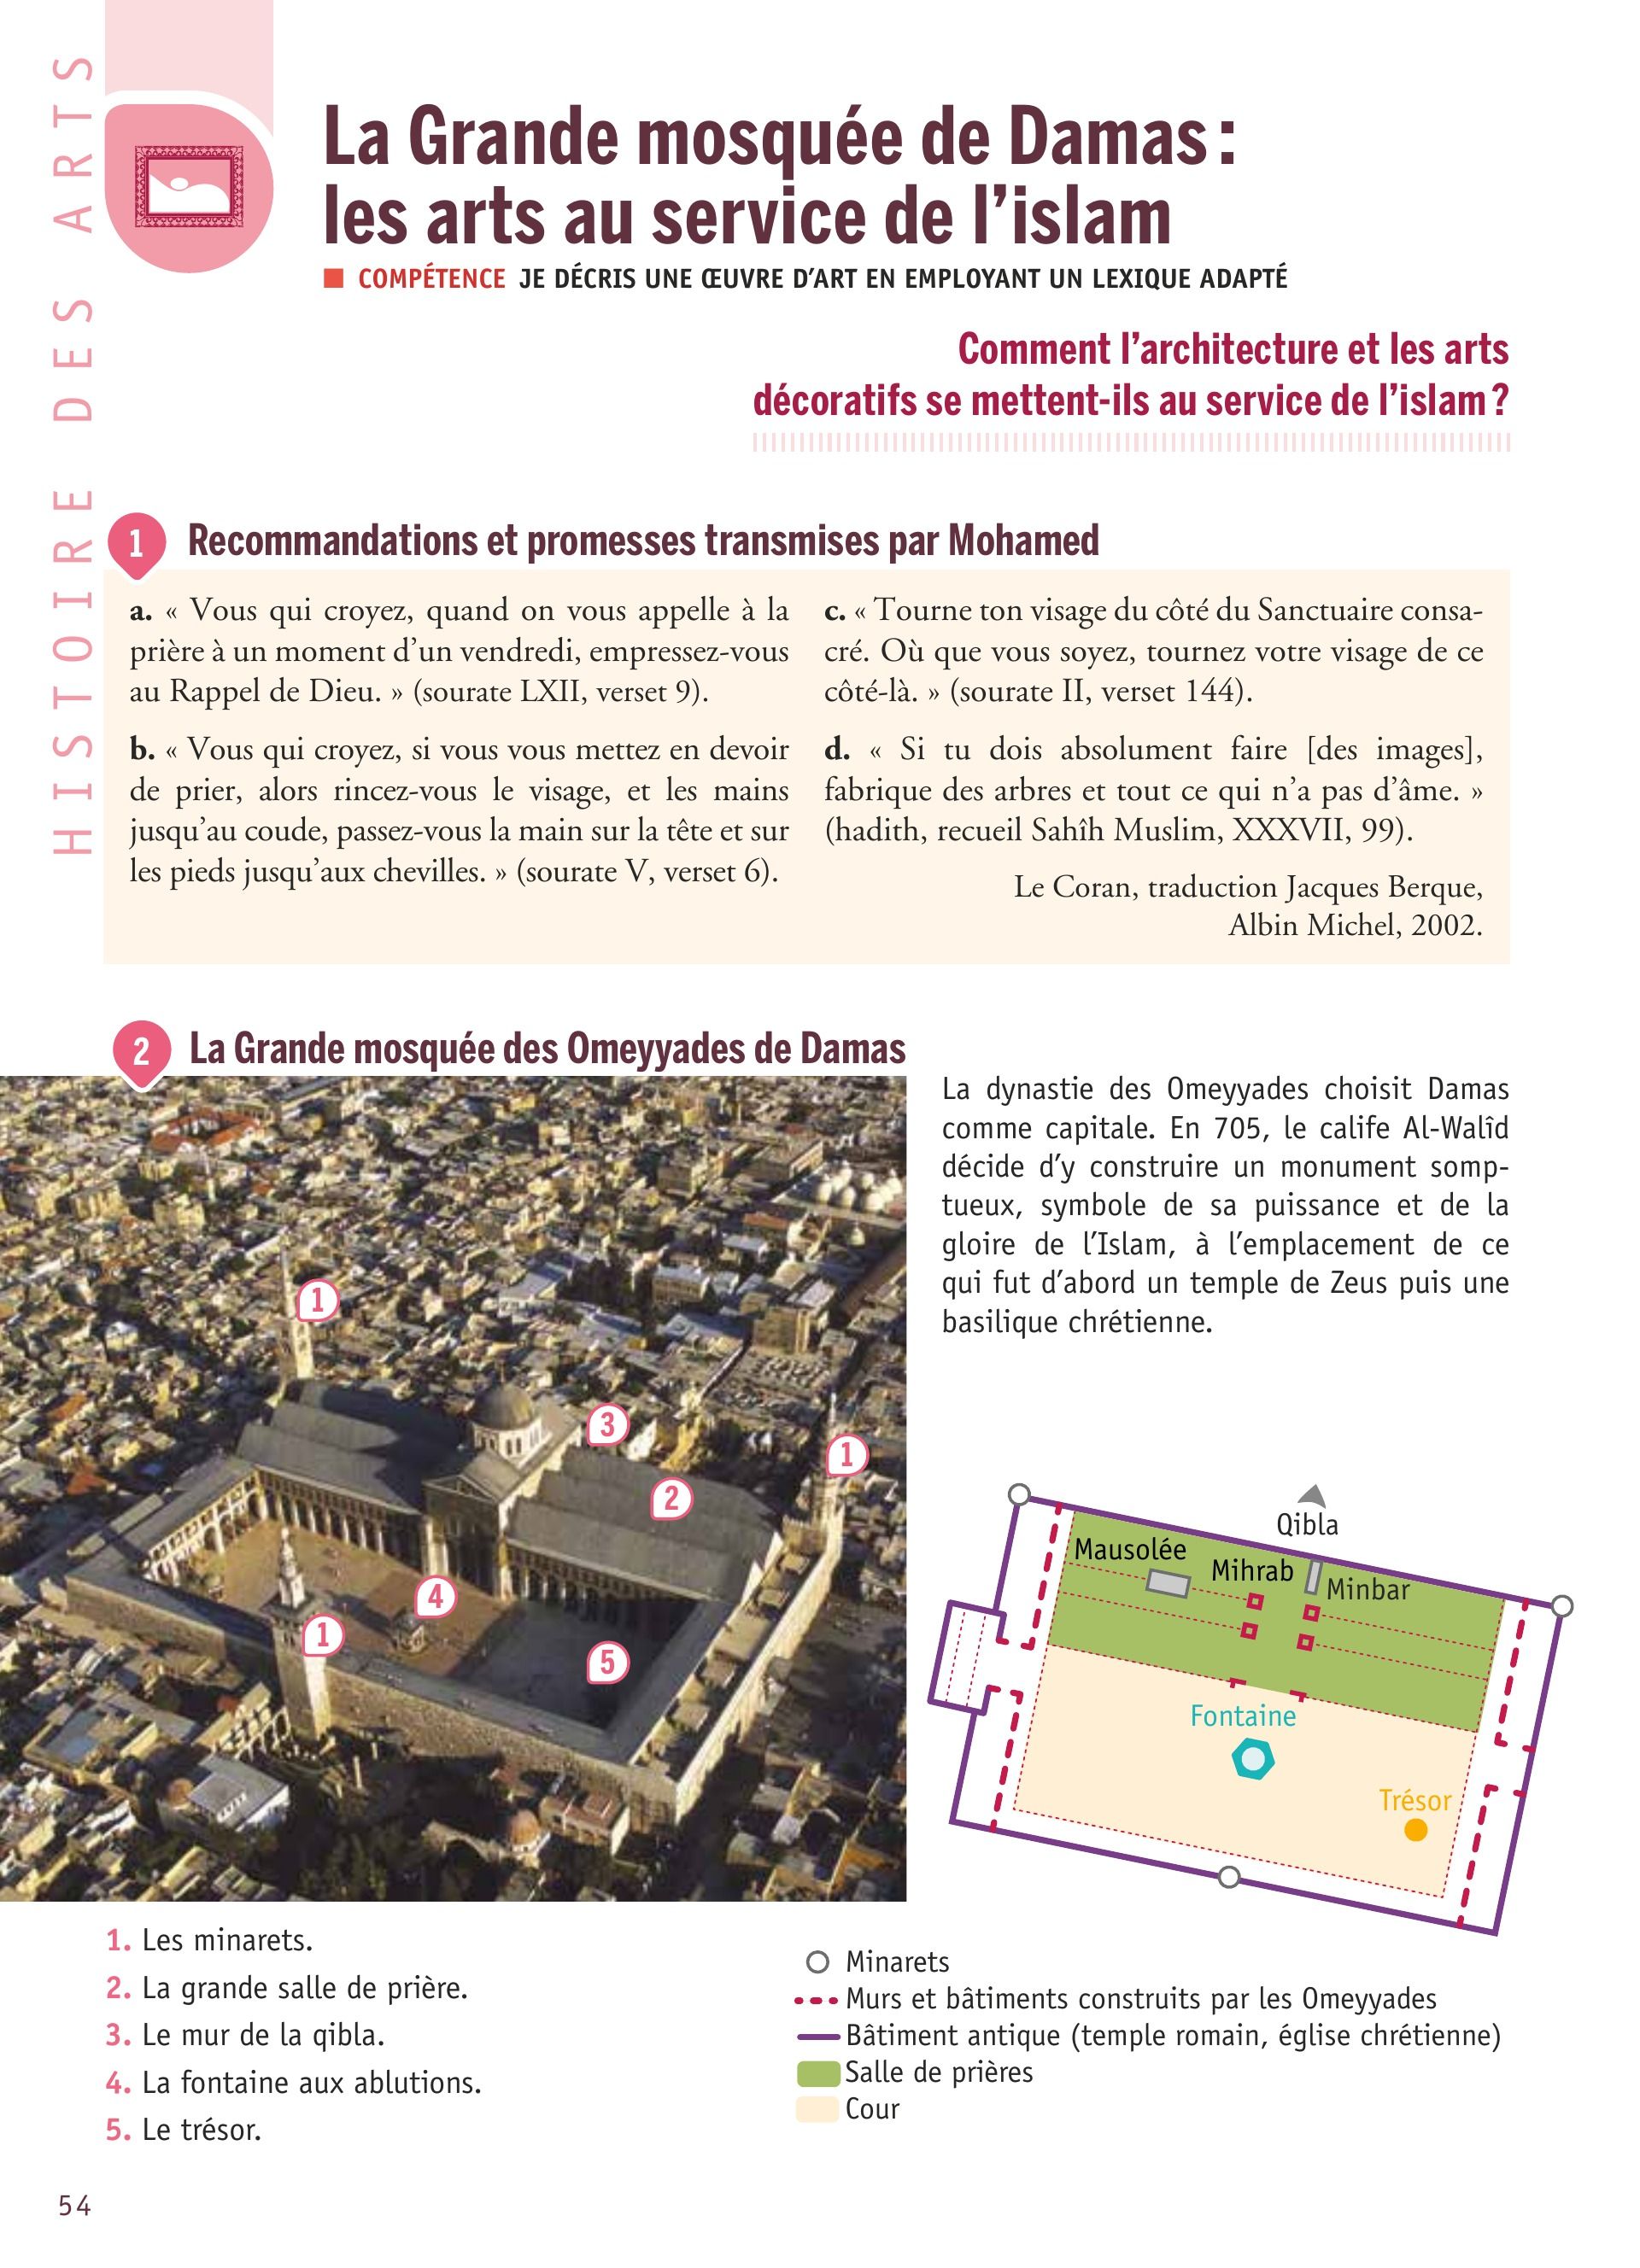 HISTOIRE DES ARTS
La Grande mosquée de Damas :
les arts au service de l’islam
COMPÉTENCE JE DÉCRIS UNE ŒUVRE D’ART EN EMPLOYANT UN LEXIQUE ADAPTÉ
Comment l’architecture et les arts
décoratifs se mettent-ils au service de l’islam ?
1 Recommandations et promesses transmises par Mohamed
a. « Vous qui croyez, quand on vous appelle à la
prière à un moment d’un vendredi, empressez-vous
au Rappel de Dieu. » (sourate LXII, verset 9).
b. « Vous qui croyez, si vous vous mettez en devoir
de prier, alors rincez-vous le visage, et les mains
jusqu’au coude, passez-vous la main sur la tête et sur
les pieds jusqu’aux chevilles. » (sourate V, verset 6).
c. « Tourne ton visage du côté du Sanctuaire consa-
cré. Où que vous soyez, tournez votre visage de ce
côté-là. » (sourate II, verset 144).
d. « Si tu dois absolument faire [des images],
fabrique des arbres et tout ce qui n’a pas d’âme. »
(hadith, recueil Sahîh Muslim, XXXVII, 99).
Le Coran, traduction Jacques Berque,
Albin Michel, 2002.
2 La Grande mosquée des Omeyyades de Damas
La dynastie des Omeyyades choisit Damas
comme capitale. En 705, le calife Al-Walîd
décide d’y construire un monument somp-
tueux, symbole de sa puissance et de la
gloire de l’Islam, à l’emplacement de ce
qui fut d’abord un temple de Zeus puis une
basilique chrétienne.
1
3
1
2
4
1
5
Qibla
Mausolée
Mihrab
Minbar
Fontaine
Trésor
1. Les minarets.
2. La grande salle de prière.
3. Le mur de la qibla.
4. La fontaine aux ablutions.
5. Le trésor.
Minarets
Murs et bâtiments construits par les Omeyyades
Bâtiment antique (temple romain, église chrétienne)
Salle de prières
Cour
54